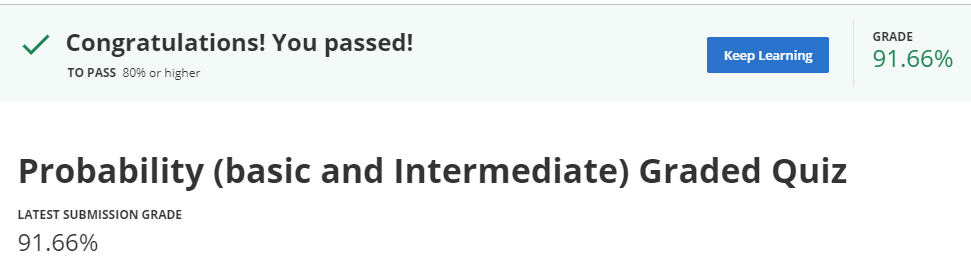 Congratulations! You passed!
TO PASS 80% or higher
Keep Learning
GRADE
91.66%
Probability (basic and Intermediate) Graded Quiz
LATEST SUBMISSION GRADE
91.66%